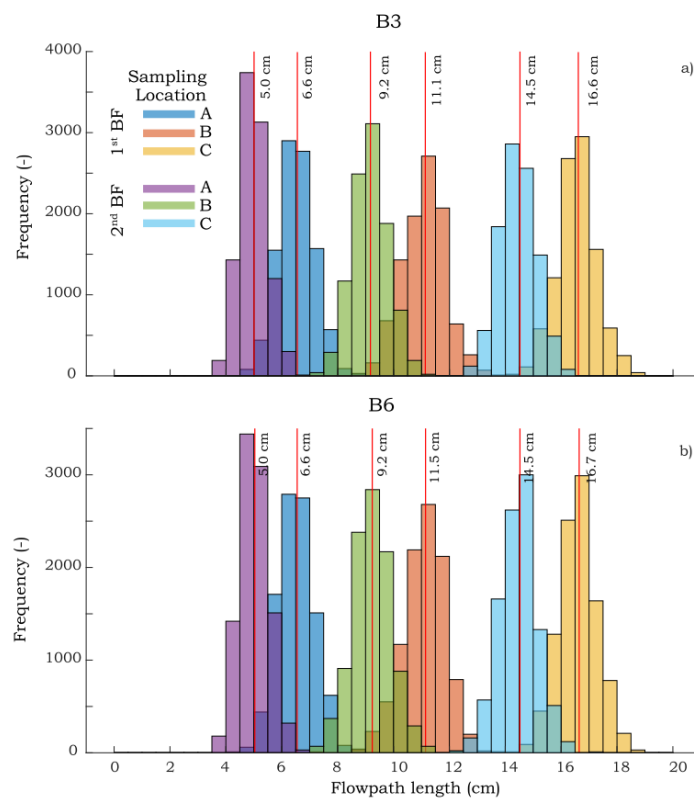 B3
a)
4000
3000
2000
1000
0
Frequency (-)
Sampling
Location
1st BF
A
B
C
2nd BF
A
B
C
5.0 cm
6.6 cm
9.2 cm
11.1 cm
14.5 cm
16.6 cm
B6
b)
3000
2000
1000
0
Frequency (-)
5.0 cm
6.6 cm
9.2 cm
11.5 cm
14.5 cm
16.7 cm
0 2 4 6 8 10 12 14 16 18 20
Flowpath length (cm)